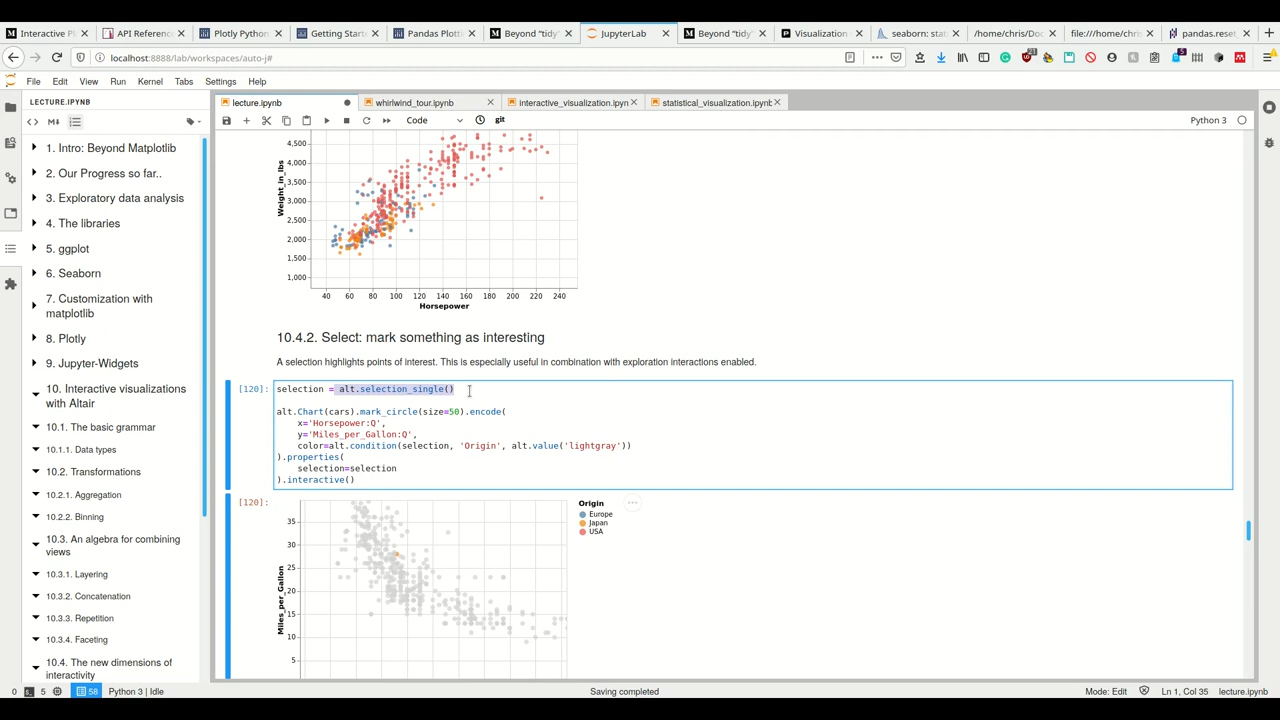 Interactive Pl
API Referenc
Plotly Python
Getting Start
Pandas Plotti
Beyond "tidy"
JupyterLab
Beyond "tidy"
Visualization
seaborn: stat
/home/chris/Doc
file:///home/chris
pandas.reset_
localhost:8888/lab/workspaces/auto-j#
File Edit View Run Kernel Tabs Settings Help
LECTURE.IPYNB
lecture.ipynb
whirlwind_tour.ipynb
interactive_visualization.ipyn
statistical_visualization.ipynb
Code
git
Python 3
1. Intro: Beyond Matplotlib
2. Our Progress so far..
3. Exploratory data analysis
4. The libraries
5. ggplot
6. Seaborn
7. Customization with
matplotlib
8. Plotly
9. Jupyter-Widgets
10. Interactive visualizations
with Altair
10.1. The basic grammar
10.1.1. Data types
10.2. Transformations
10.2.1. Aggregation
10.2.2. Binning
10.3. An algebra for combining
views
10.3.1. Layering
10.3.2. Concatenation
10.3.3. Repetition
10.3.4. Faceting
10.4. The new dimensions of
interactivity
4,500
4,000
3,500
3,000
2,500
2,000
1,500
1,000
Weight_in_lbs
40 60 80 100 120 140 160 180 200 220 240
Horsepower
10.4.2. Select: mark something as interesting
A selection highlights points of interest. This is especially useful in combination with exploration interactions enabled.
[120]:
selection = alt.selection_single()
alt.Chart(cars).mark_circle(size=50).encode(
x='Horsepower:Q',
y='Miles_per_Gallon:Q',
color=alt.condition(selection, 'Origin', alt.value('lightgray'))
).properties(
selection=selection
).interactive()
[120]:
35
30
25
20
15
10
5
Miles_per_Gallon
Origin
Europe
Japan
USA
0
5
58
Python 3 | Idle
Saving completed
Mode: Edit
Ln 1, Col 35
lecture.ipynb